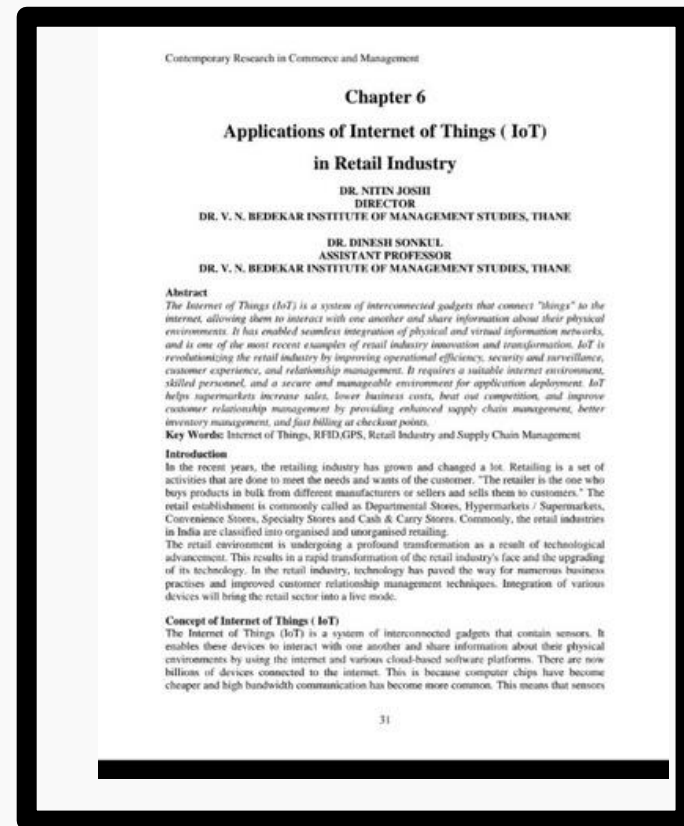 Contemporary Research in Commerce and Management
Chapter 6
Applications of Internet of Things ( IoT)
in Retail Industry
DR. NITIN JOSHI
DIRECTOR
DR. V. N. BEDEKAR INSTITUTE OF MANAGEMENT STUDIES, THANE
DR. DINESH SONKUL
ASSISTANT PROFESSOR
DR. V. N. BEDEKAR INSTITUTE OF MANAGEMENT STUDIES, THANE
Abstract
The Internet of Things (IoT) is a system of interconnected gadgets that connect "things" to the
internet, allowing them to interact with one another and share information about their physical
environments. It has enabled seamless integration of physical and virtual information networks,
and is one of the most recent examples of retail industry innovation and transformation. IoT is
revolutionizing the retail industry by improving operational efficiency, security and surveillance,
customer experience, and relationship management. It requires a suitable internet environment,
skilled personnel, and a secure and manageable environment for application deployment. IoT
helps supermarkets increase sales, lower business costs, beat out competition, and improve
customer relationship management by providing enhanced supply chain management, better
inventory management, and fast billing at checkout points.
Key Words: Internet of Things, RFID,GPS, Retail Industry and Supply Chain Management
Introduction
In the recent years, the retailing industry has grown and changed a lot. Retailing is a set of
activities that are done to meet the needs and wants of the customer. "The retailer is the one who
buys products in bulk from different manufacturers or sellers and sells them to customers." The
retail establishment is commonly called as Departmental Stores, Hypermarkets / Supermarkets,
Convenience Stores, Specialty Stores and Cash & Carry Stores. Commonly, the retail industries
in India are classified into organised and unorganised retailing.
The retail environment is undergoing a profound transformation as a result of technological
advancement. This results in a rapid transformation of the retail industry's face and the upgrading
of its technology. In the retail industry, technology has paved the way for numerous business
practises and improved customer relationship management techniques. Integration of various
devices will bring the retail sector into a live mode.
Concept of Internet of Things ( IoT)
The Internet of Things (IoT) is a system of interconnected gadgets that contain sensors. It
enables these devices to interact with one another and share information about their physical
environments by using the internet and various cloud-based software platforms. There are now
billions of devices connected to the internet. This is because computer chips have become
cheaper and high bandwidth communication has become more common. This means that sensors
31